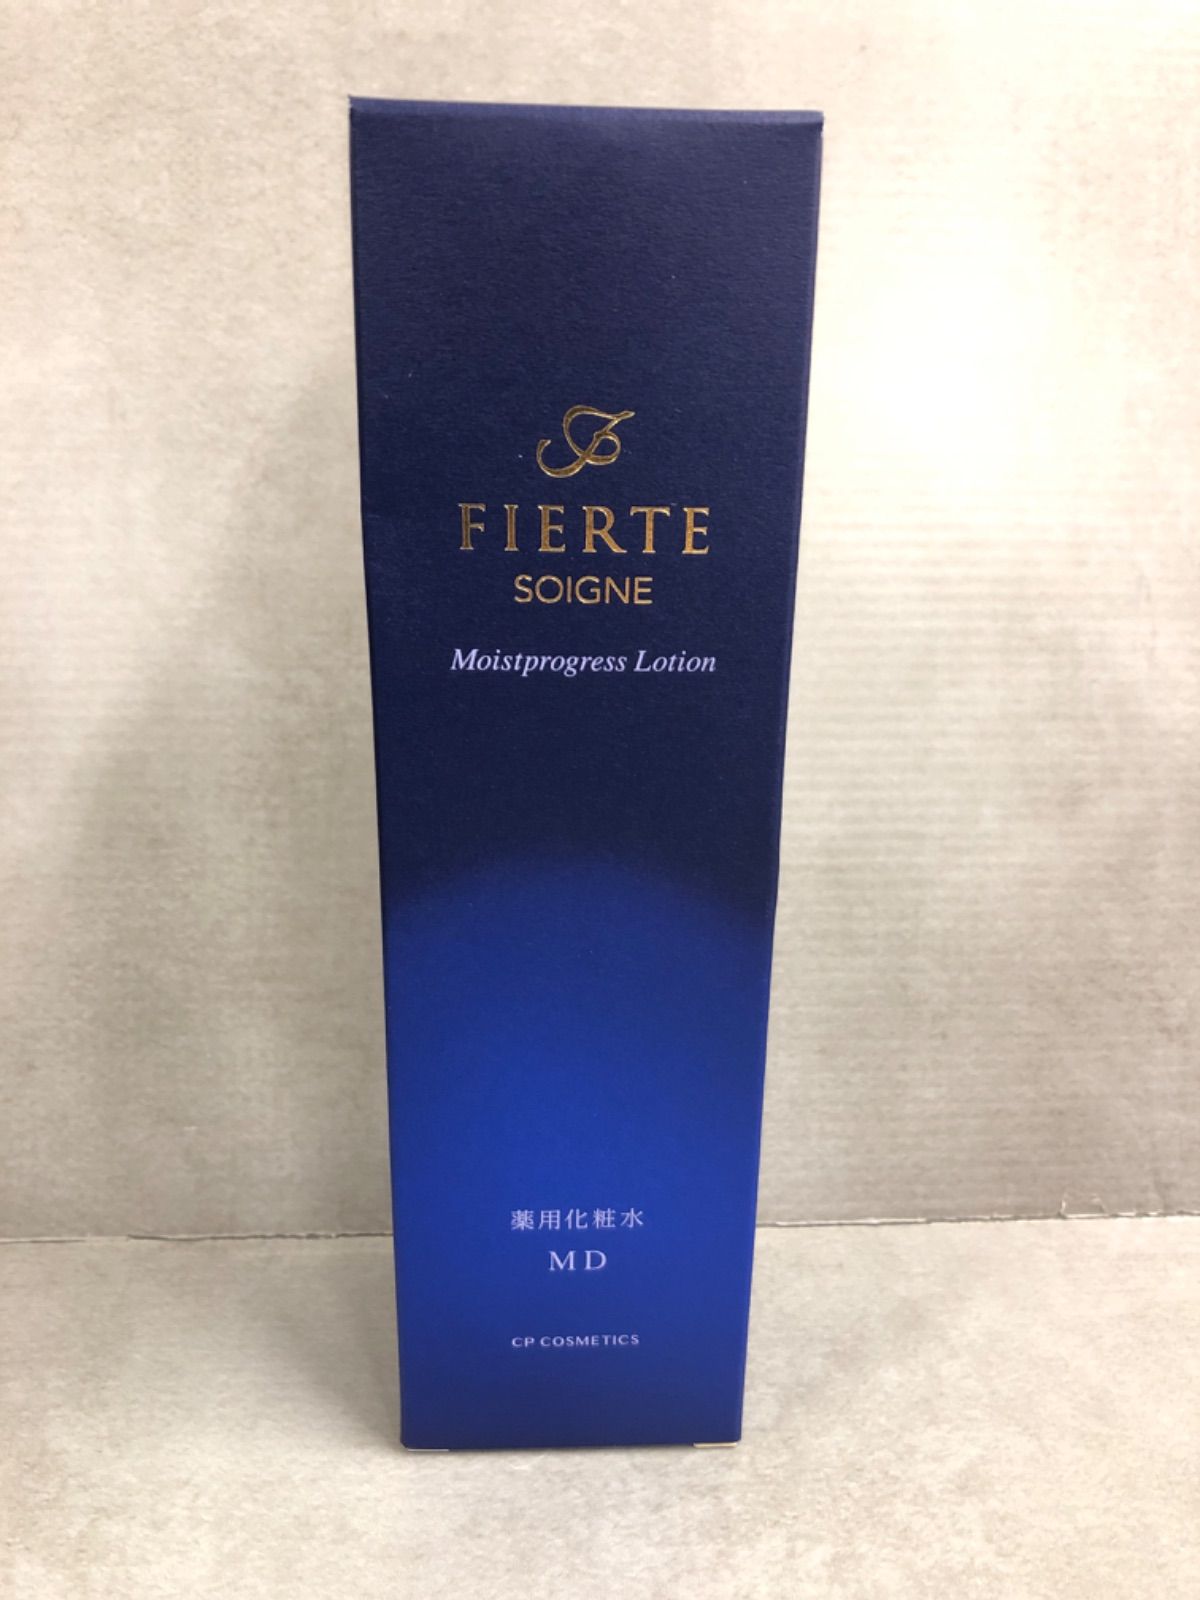 FIERTE
SOIGNE
Moistprogress Lotion
薬用化粧水
MD
CP COSMETICS